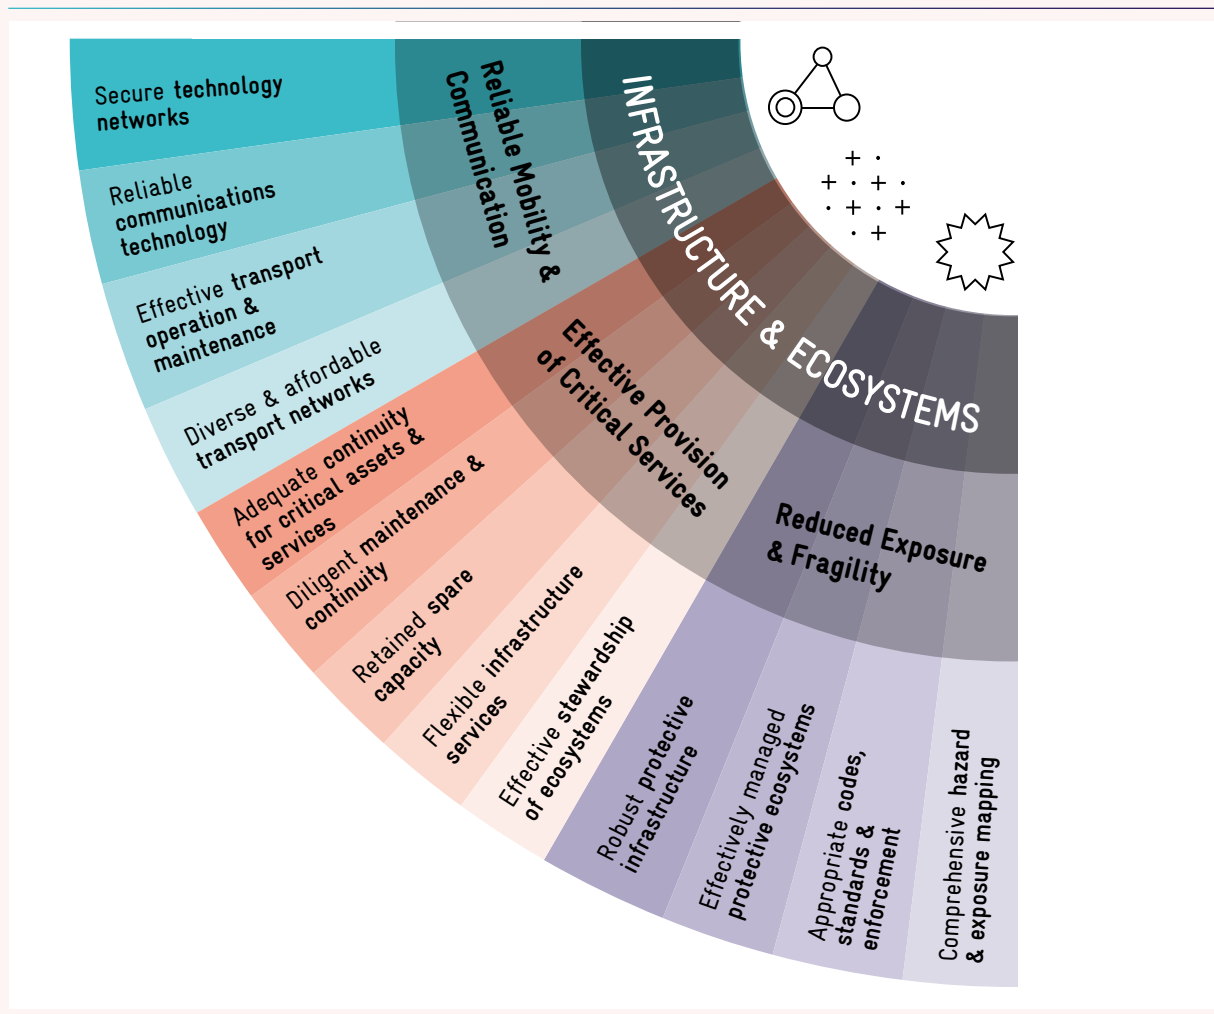 INFRASTRUCTURE & ECOSYSTEMS
Reliable Mobility &
Communication
Secure technology
networks
Reliable
communications
technology
Effective transport
operation &
maintenance
Diverse & affordable
transport networks
Effective Provision
of Critical Services
Adequate continuity
for critical assets &
services
Diligent maintenance &
continuity
Retained spare
capacity
Flexible infrastructure
services
Effective stewardship
of ecosystems
Reduced Exposure
& Fragility
Robust protective
infrastructure
Effectively managed
protective ecosystems
Appropriate codes,
standards &
enforcement
Comprehensive hazard
& exposure mapping